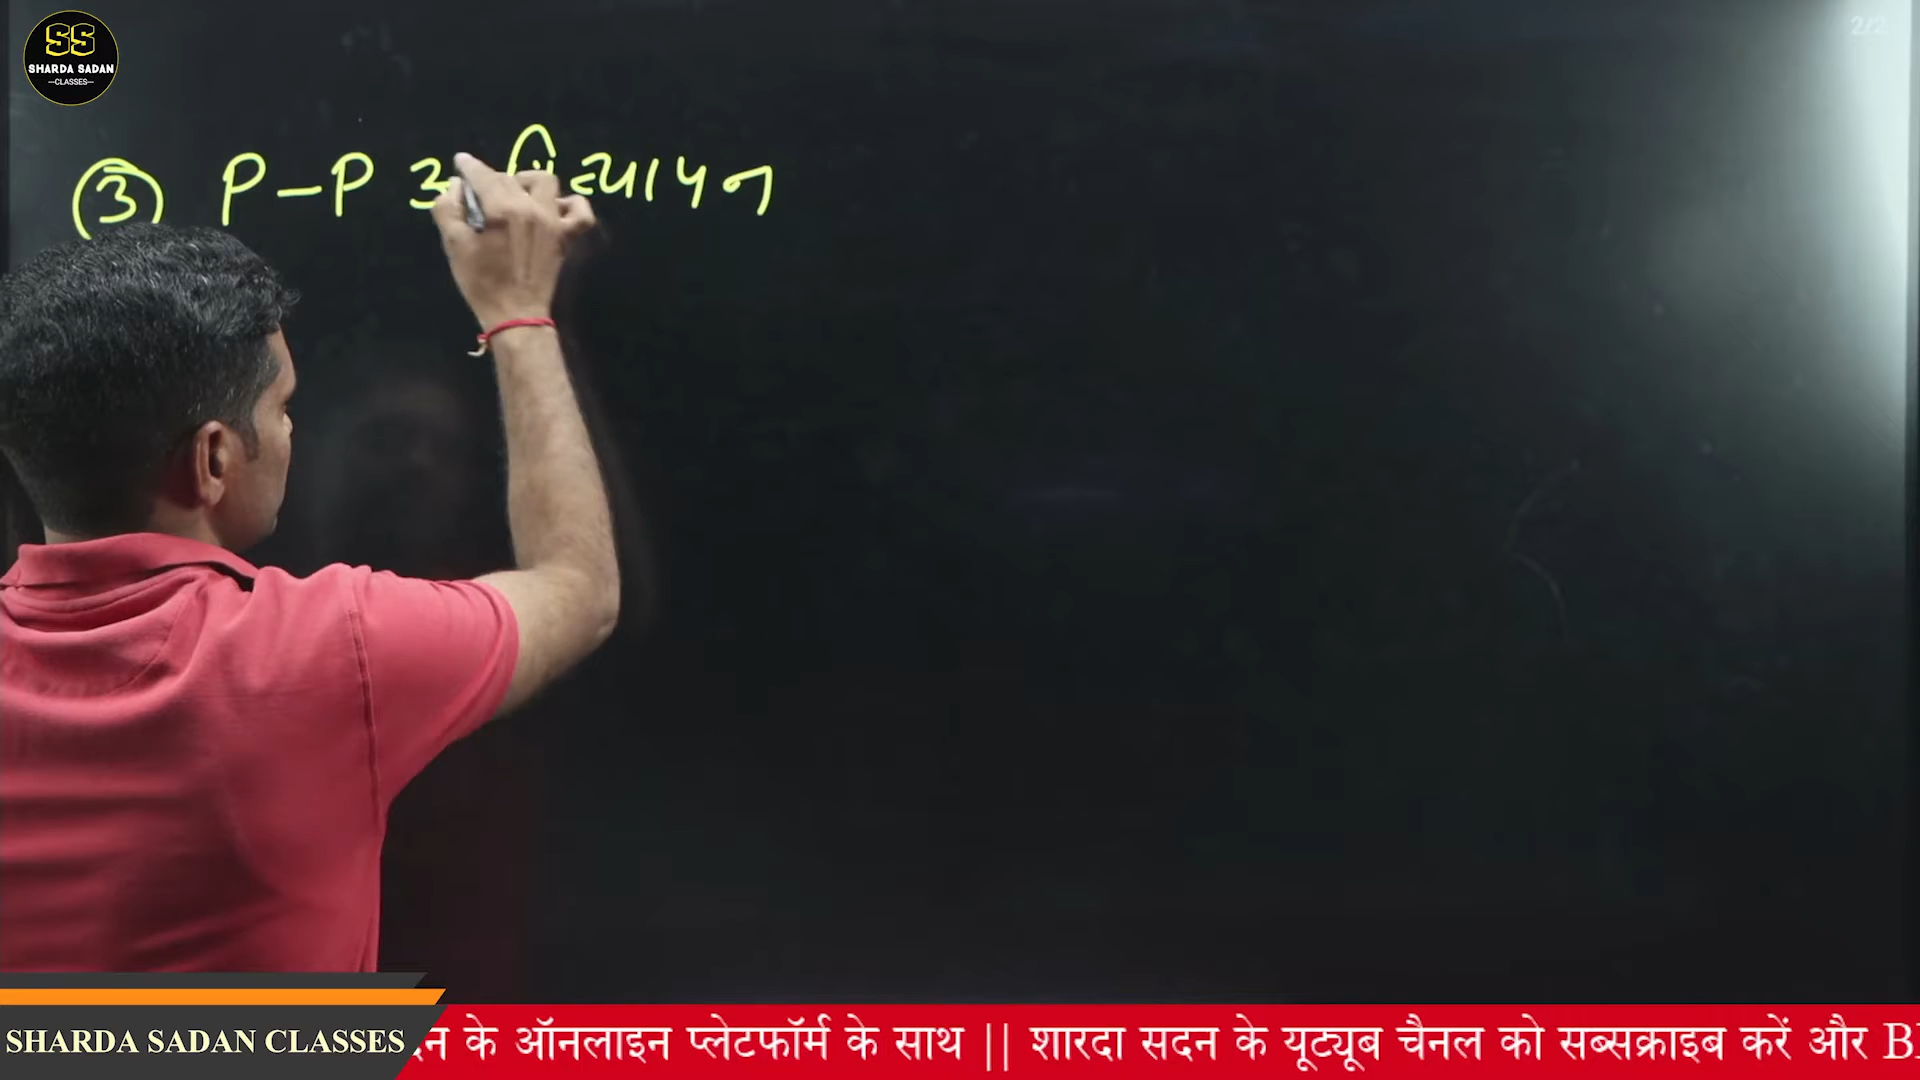 SS
SHARDA SADAN
—CLASSES—
212
③ P-P
SHARDA SADAN CLASSES
के ऑनलाइन प्लेटफॉर्म के साथ || शारदा सदन के यूट्यूब चैनल को सब्सक्राइब करें और